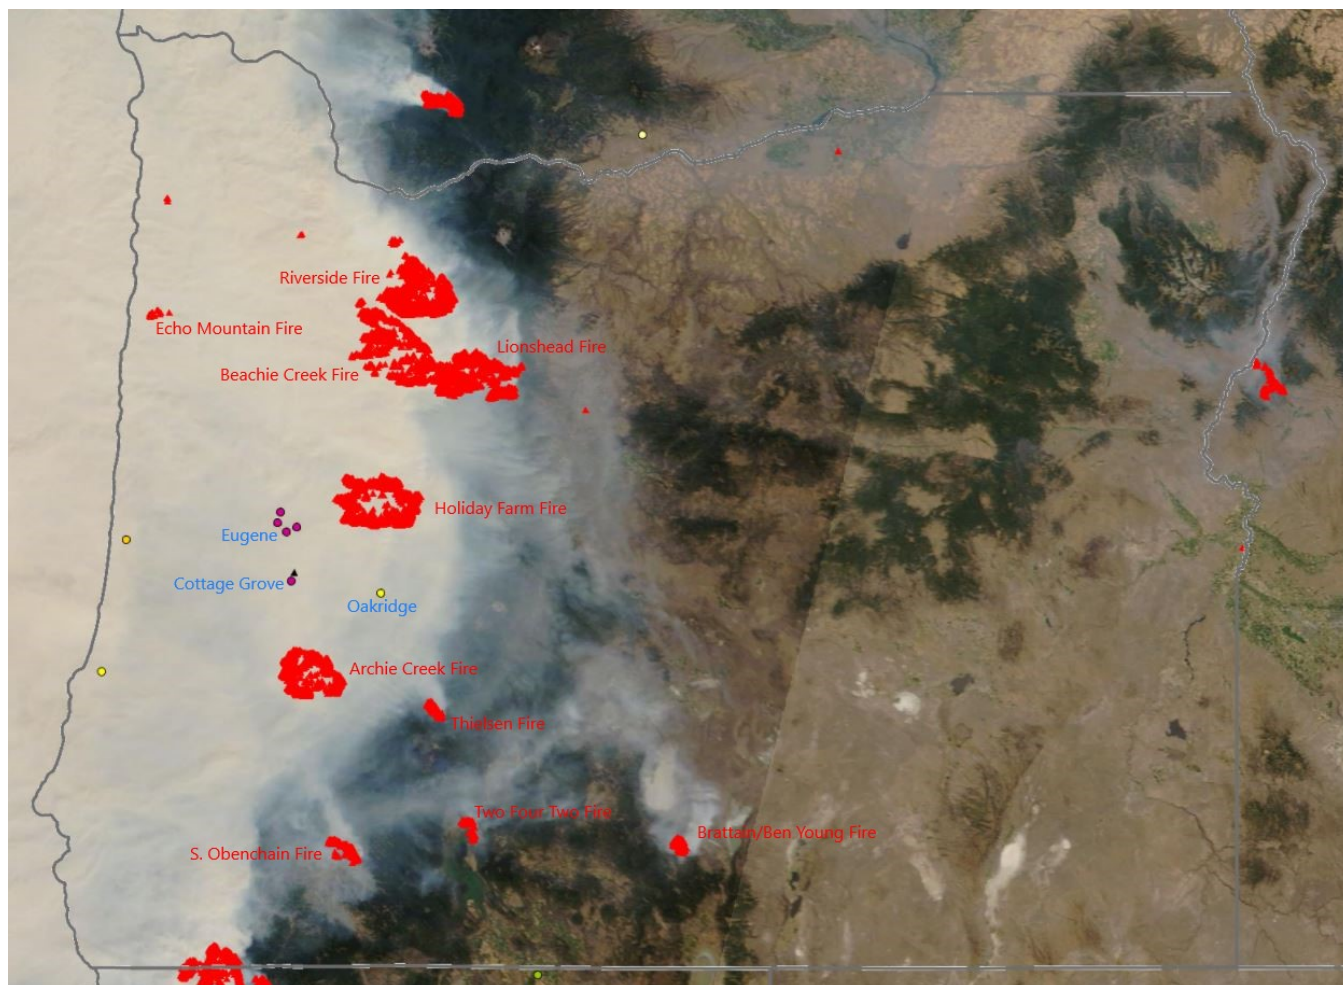 Riverside Fire
Echo Mountain Fire
Lionshead Fire
Beachie Creek Fire
Holiday Farm Fire
Eugene
Cottage Grove
Oakridge
Archie Creek Fire
Thielsen Fire
Two Four Two Fire
Brattain/Ben Young Fire
S. Obenchain Fire